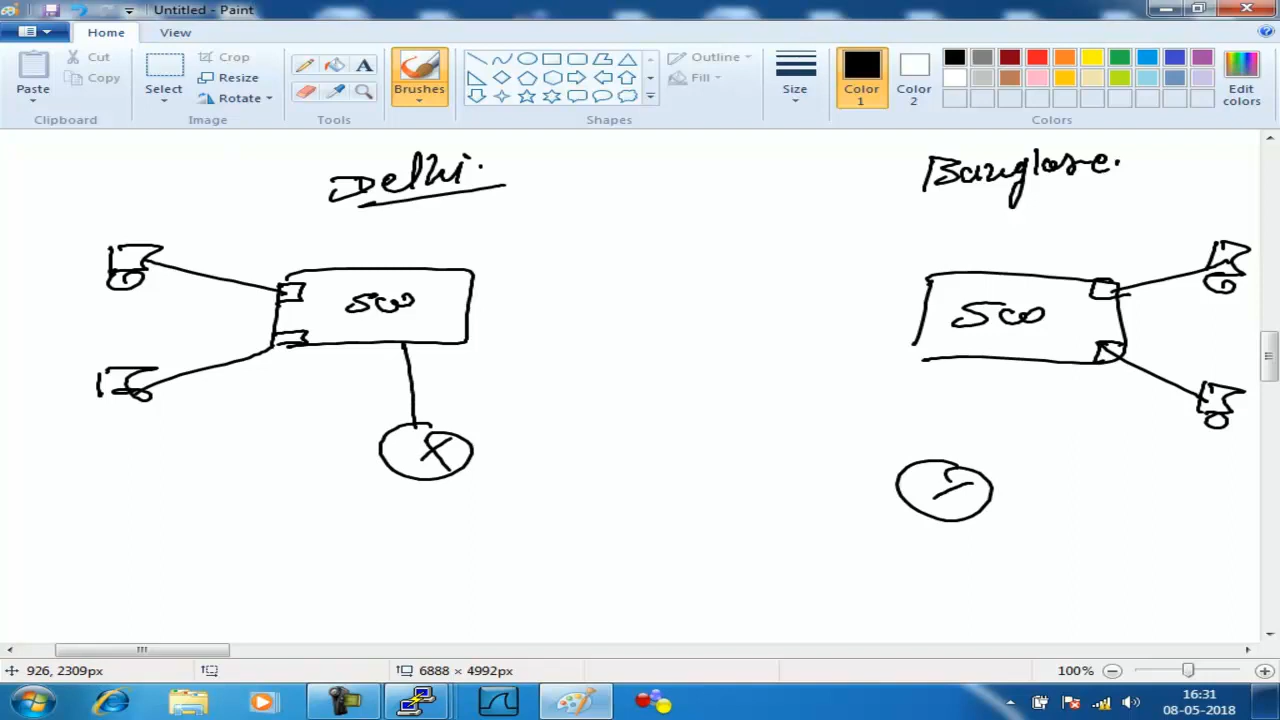 Untitled - Paint
Home View
Cut
Copy
Paste
Crop
Resize
Rotate
Select
Brushes
Outline
Fill
Size
Color 1
Color 2
Edit colors
Clipboard
Image
Tools
Shapes
Colors
Delhi.
Banglore.
SW
SW
926, 2309px
6888 × 4992px
100%
16:31
08-05-2018